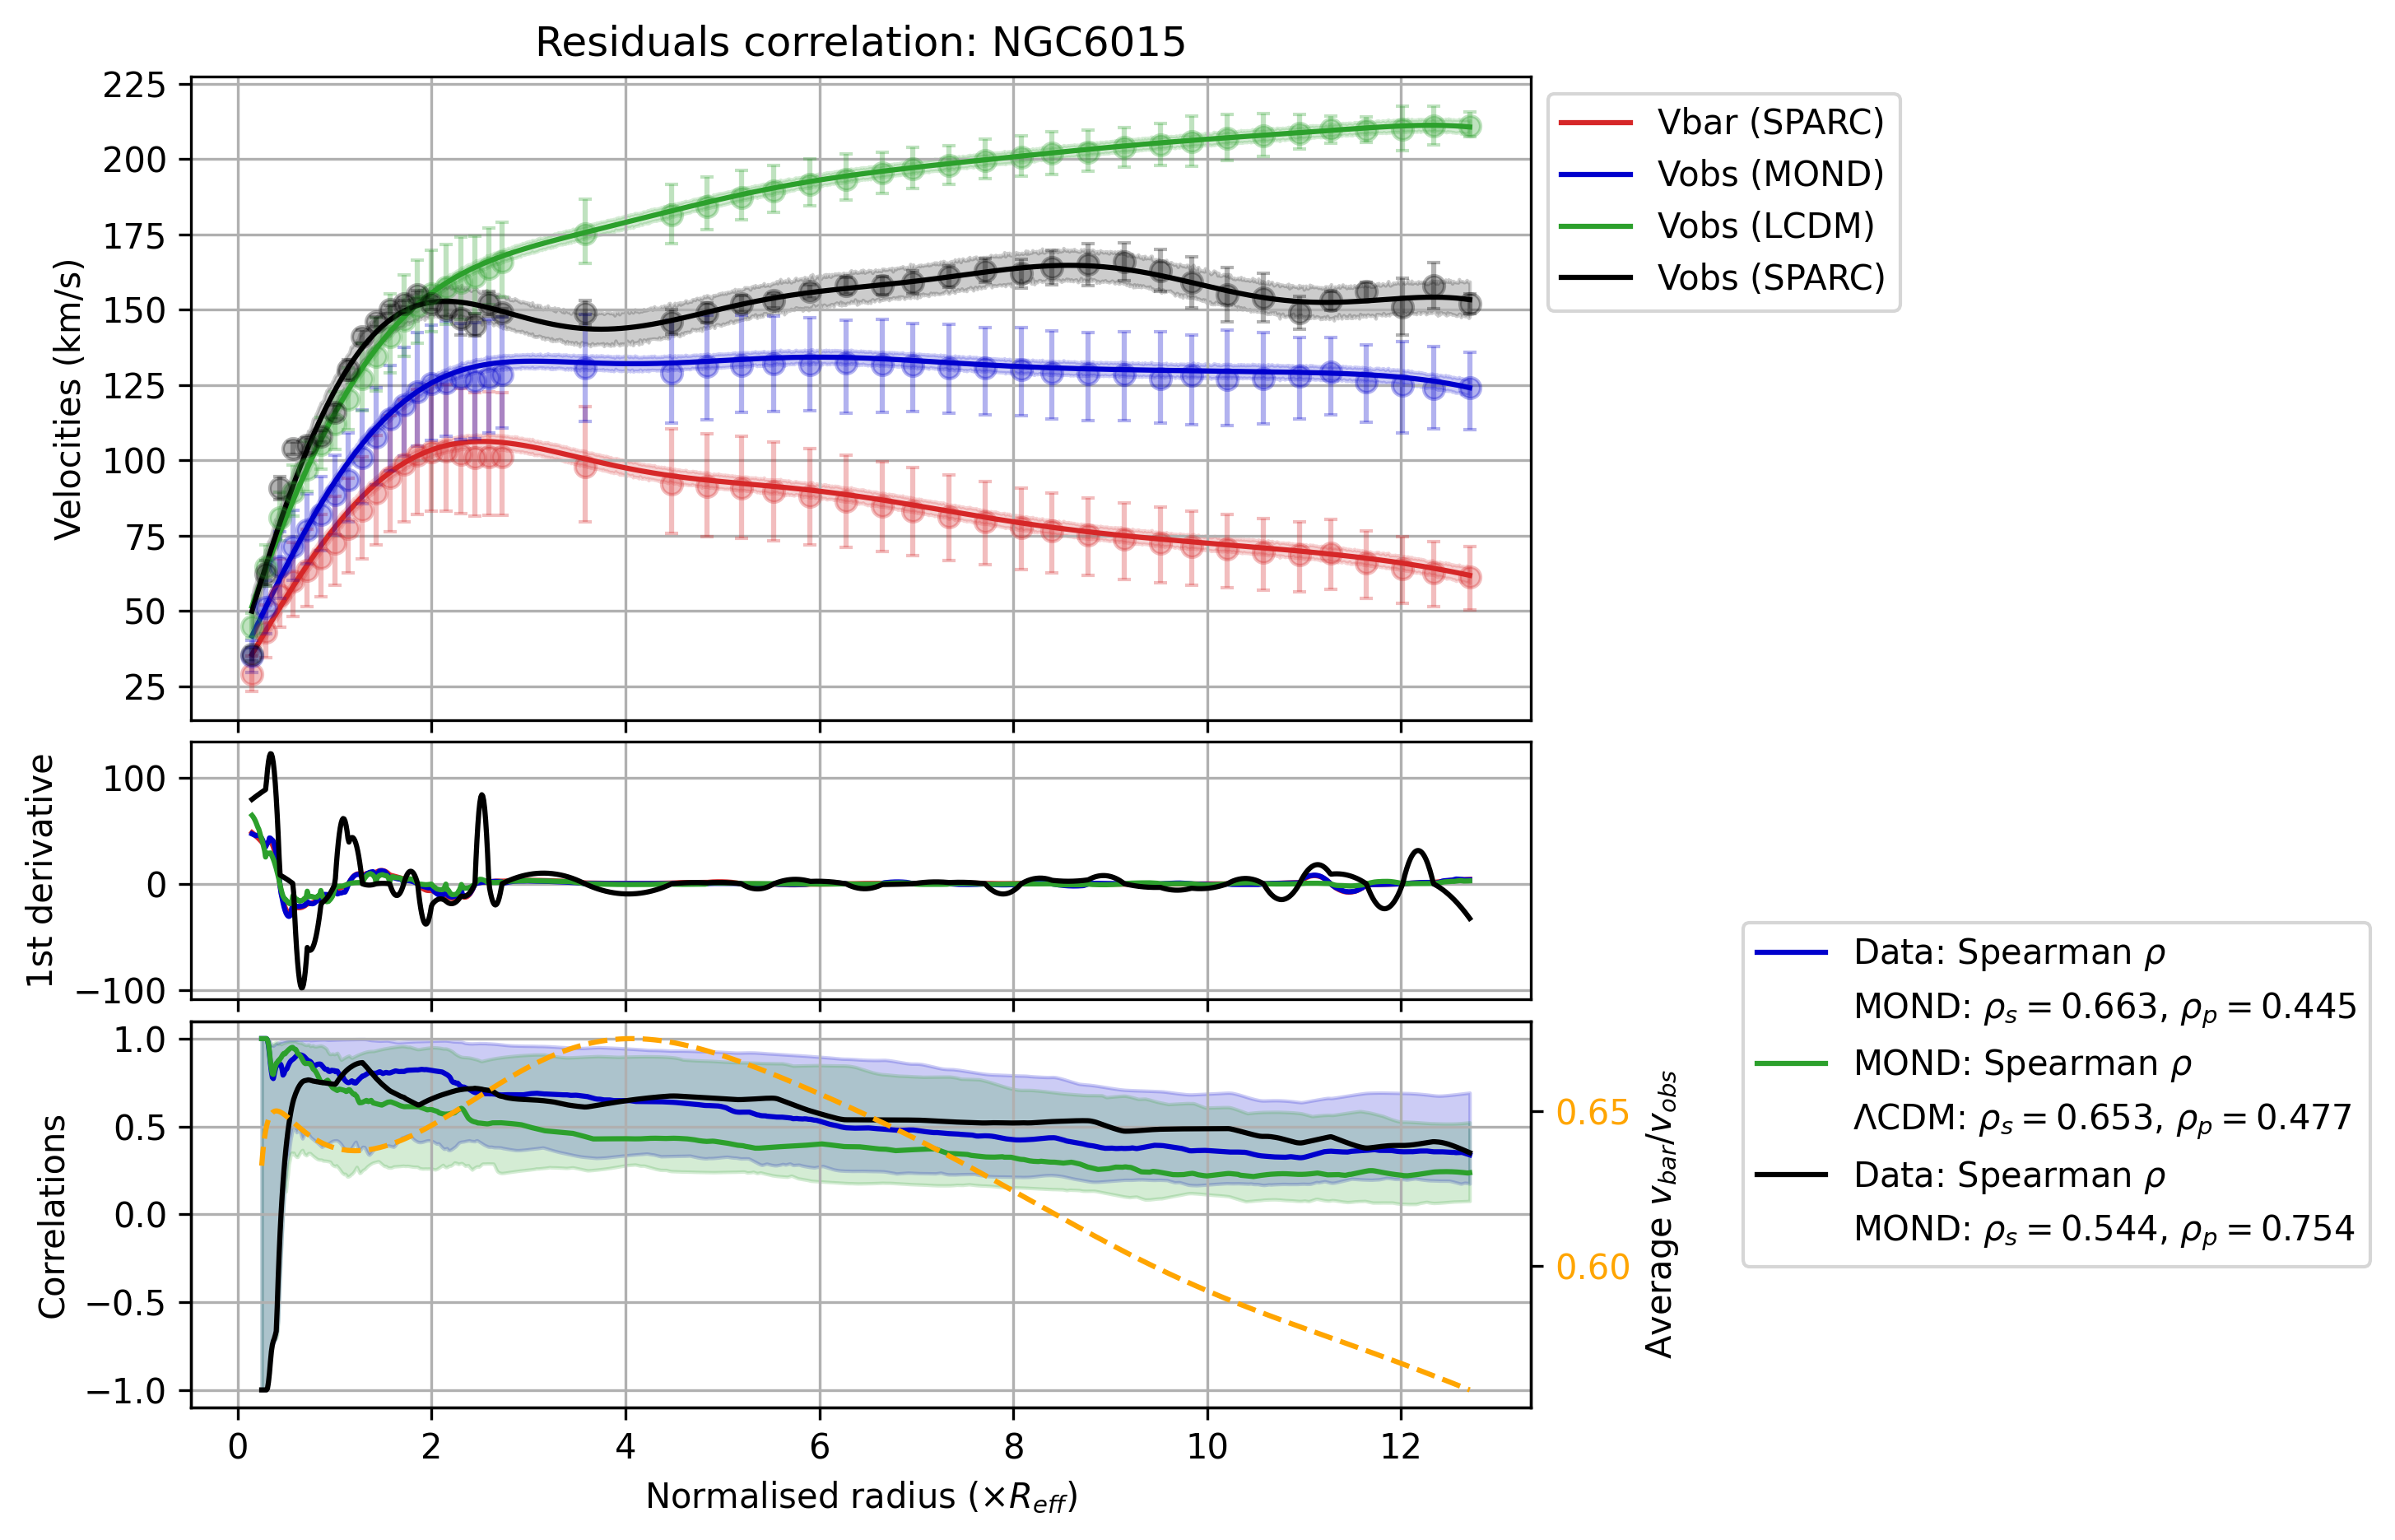 Residuals correlation: NGC6015
Velocities (km/s)
225
200
175
150
125
100
75
50
25
Vbar (SPARC)
Vobs (MOND)
Vobs (LCDM)
Vobs (SPARC)
1st derivative
100
0
−100
Correlations
1.0
0.5
0.0
−0.5
−1.0
0.65
0.60
Average v_bar/v_obs
Data: Spearman ρ
MOND: ρ_s = 0.663, ρ_p = 0.445
MOND: Spearman ρ
ΛCDM: ρ_s = 0.653, ρ_p = 0.477
Data: Spearman ρ
MOND: ρ_s = 0.544, ρ_p = 0.754
0 2 4 6 8 10 12
Normalised radius (×R_eff)